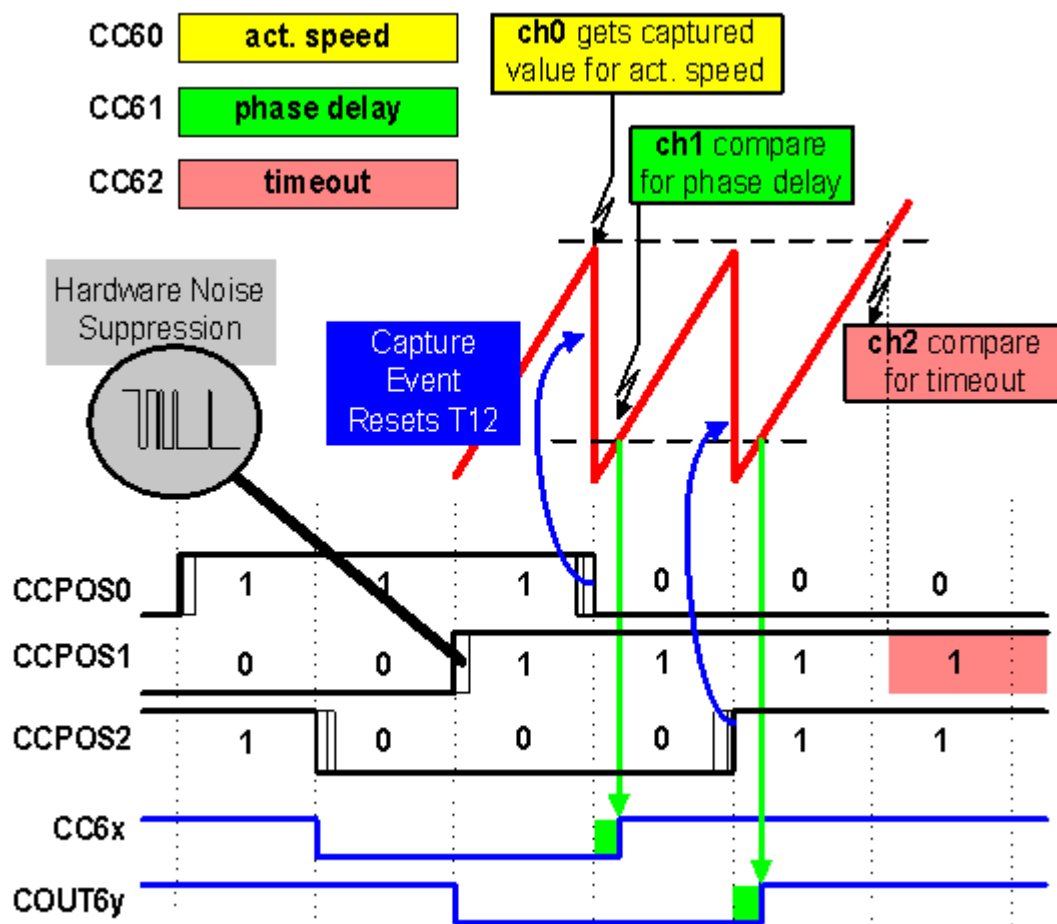 CC60
act. speed
ch0 gets captured
value for act. speed
CC61
phase delay
ch1 compare
for phase delay
CC62
timeout
Hardware Noise
Suppression
Capture
Event
Resets T12
ch2 compare
for timeout
CCPOS0
1 1 1 0 0 0
CCPOS1
0 0 1 1 1 1
CCPOS2
1 0 0 0 1 1
CC6x
COUT6y